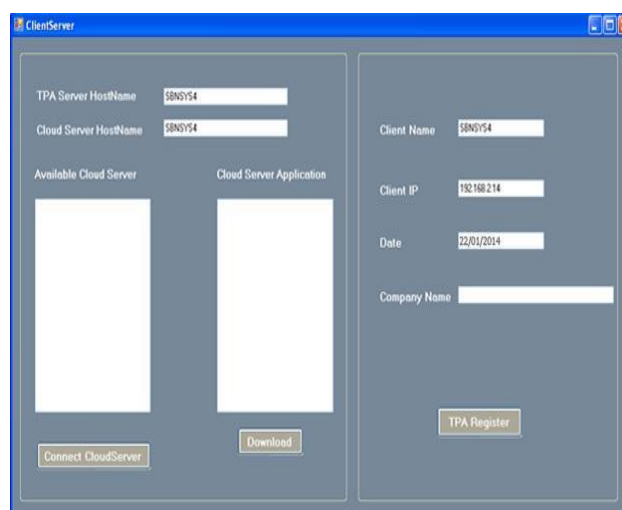 ClientServer
TPA Server HostName SBNSYS4
Cloud Server HostName SBNSYS4
Available Cloud Server Cloud Server Application
Connect CloudServer Download
Client Name SBNSYS4
Client IP 192.168.2.14
Date 22/01/2014
Company Name
TPA Register